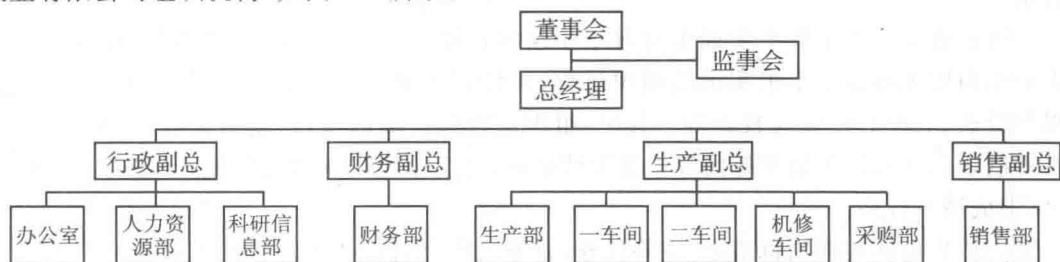 董事会
监事会
总经理
行政副总
财务副总
生产副总
销售副总
办公室
人力资
源部
科研信
息部
财务部
生产部
一车间
二车间
机修
车间
采购部
销售部